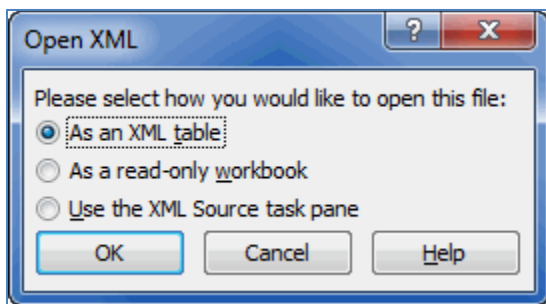 Open XML
Please select how you would like to open this file:
As an XML table
As a read-only workbook
Use the XML Source task pane
OK Cancel Help